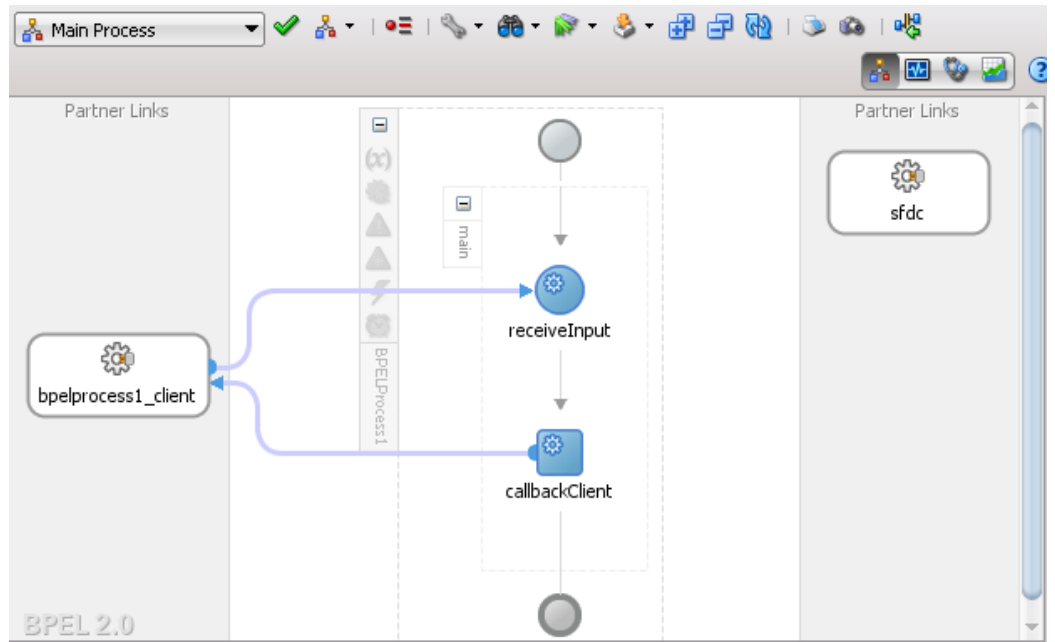 Main Process
Partner Links
Partner Links
(x)
main
sfdc
receiveInput
bpelprocess1_client
BPELProcess1
callbackClient
BPEL 2.0